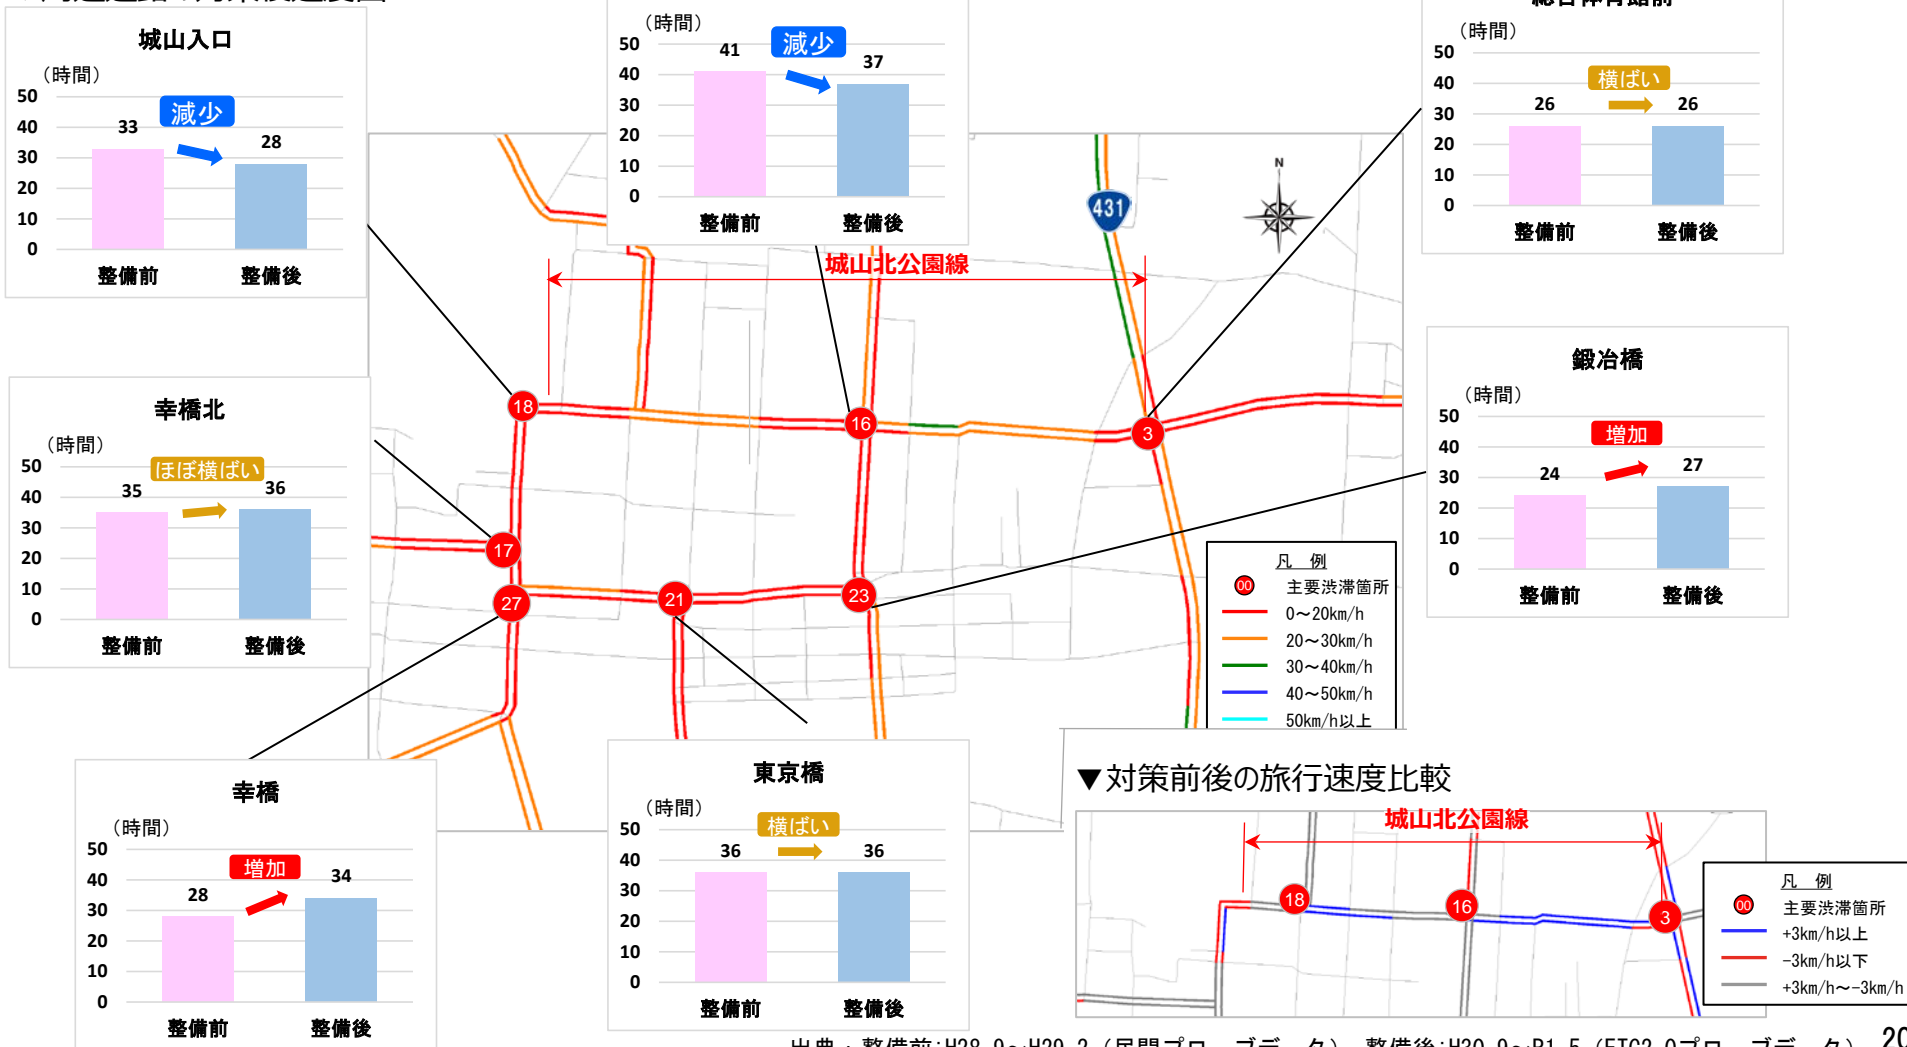 城山入口
（時間）
50
40
30
20
10
0
33
減少
28
整備前
整備後
（時間）
50
40
30
20
10
0
41
減少
37
整備前
整備後
（時間）
50
40
30
20
10
0
26
横ばい
26
整備前
整備後
幸橋北
（時間）
50
40
30
20
10
0
35
ほぼ横ばい
36
整備前
整備後
鍛冶橋
（時間）
50
40
30
20
10
0
24
増加
27
整備前
整備後
幸橋
（時間）
50
40
30
20
10
0
28
増加
34
整備前
整備後
東京橋
（時間）
50
40
30
20
10
0
36
横ばい
36
整備前
整備後
城山北公園線
431
N
18
16
3
17
27
21
23
凡 例
00 主要渋滞箇所
0～20km/h
20～30km/h
30～40km/h
40～50km/h
50km/h以上
▼対策前後の旅行速度比較
城山北公園線
18
16
3
凡 例
00 主要渋滞箇所
+3km/h以上
-3km/h以下
+3km/h～-3km/h
20